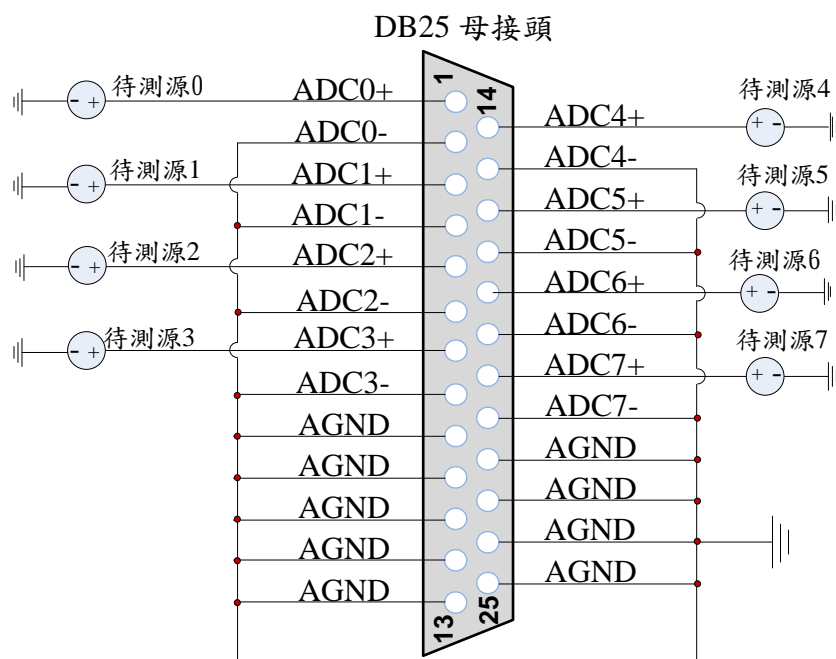 DB25 母接頭
待測源0
ADC0+
1
ADC0-
待測源1
ADC1+
ADC1-
待測源2
ADC2+
ADC2-
待測源3
ADC3+
ADC3-
AGND
AGND
AGND
AGND
AGND
13
14
ADC4+
待測源4
ADC4-
待測源5
ADC5+
ADC5-
待測源6
ADC6+
ADC6-
待測源7
ADC7+
ADC7-
AGND
AGND
AGND
AGND
25